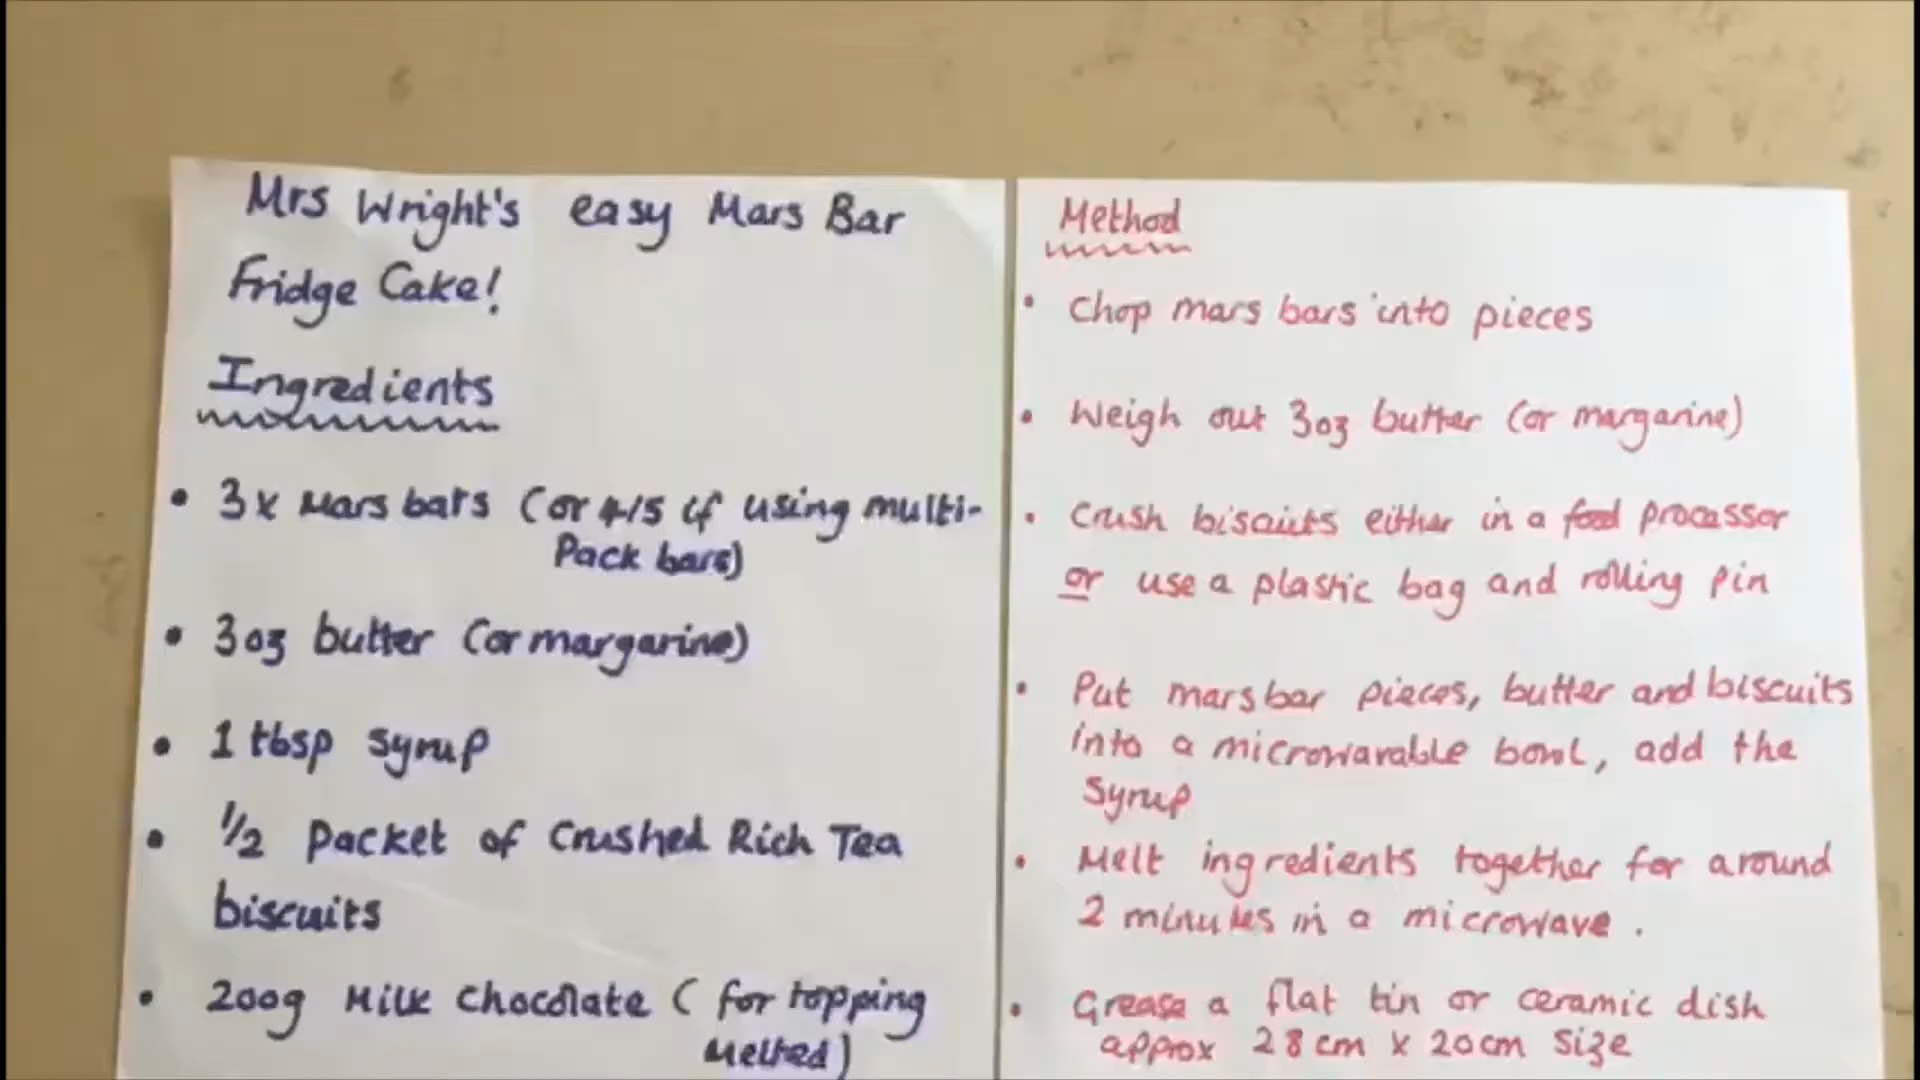 Mrs Wright's easy Mars Bar
Fridge Cake!
Ingredients
• 3x Mars bars (or 4/5 if using multi-
Pack bars)
• 3oz butter (or margarine)
• 1 tbsp syrup
• 1/2 Packet of Crushed Rich Tea
biscuits
• 200g Milk Chocolate (for topping
Melted)
Method
• Chop mars bars into pieces
• Weigh out 3oz butter (or margarine)
• Crush biscuits either in a food processor
or use a plastic bag and rolling pin
• Put mars bar pieces, butter and biscuits
into a microwavable bowl, add the
Syrup
• Melt ingredients together for around
2 minutes in a microwave.
• Grease a flat tin or ceramic dish
approx 28cm x 20cm size